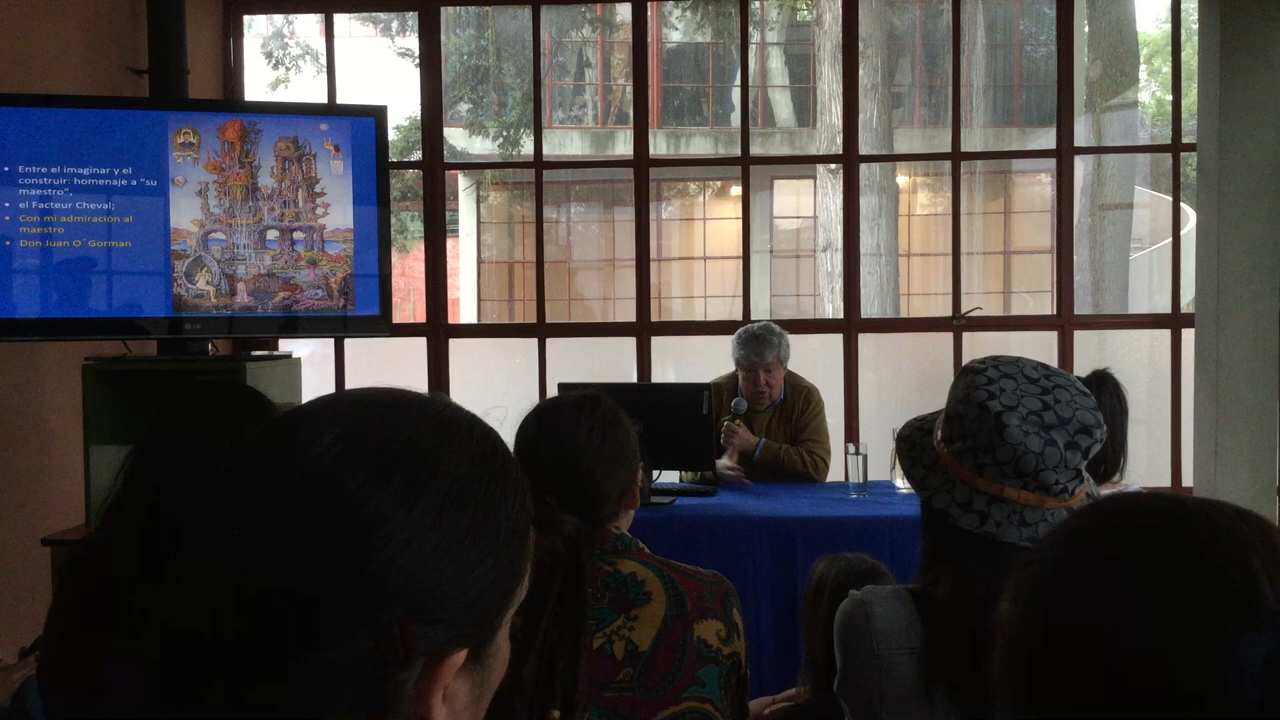 • Entre el imaginar y el
construir: homenaje a “su
maestro”,
• el Facteur Cheval;
• Con mi admiración al
maestro
• Don Juan O´Gorman
LG